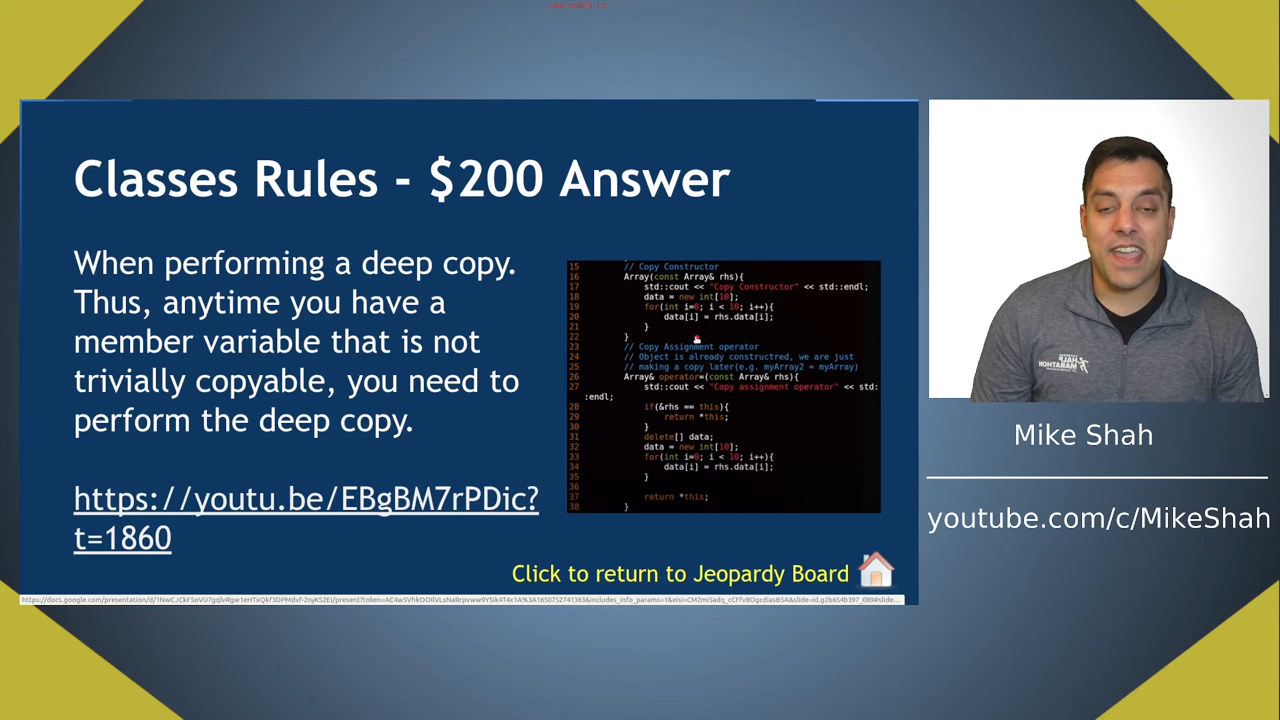 Classes Rules - $200 Answer
When performing a deep copy.
Thus, anytime you have a
member variable that is not
trivially copyable, you need to
perform the deep copy.
https://youtu.be/EBgBM7rPDic?
t=1860
15 // Copy Constructor
16 Array(const Array& rhs){
17 std::cout << "Copy Constructor" << std::endl;
18 data = new int[10];
19 for(int i=0; i < 10; i++){
20 data[i] = rhs.data[i];
21 }
22 }
23 // Copy Assignment operator
24 // Object is already constructred, we are just
25 // making a copy later(e.g. myArray2 = myArray)
26 Array& operator=(const Array& rhs){
27 std::cout << "Copy assignment operator" << std:
:endl;
28 if(&rhs == this){
29 return *this;
30 }
31 delete[] data;
32 data = new int[10];
33 for(int i=0; i < 10; i++){
34 data[i] = rhs.data[i];
35 }
36
37 return *this;
38 }
Click to return to Jeopardy Board
HALF
MARATHON
Mike Shah
youtube.com/c/MikeShah